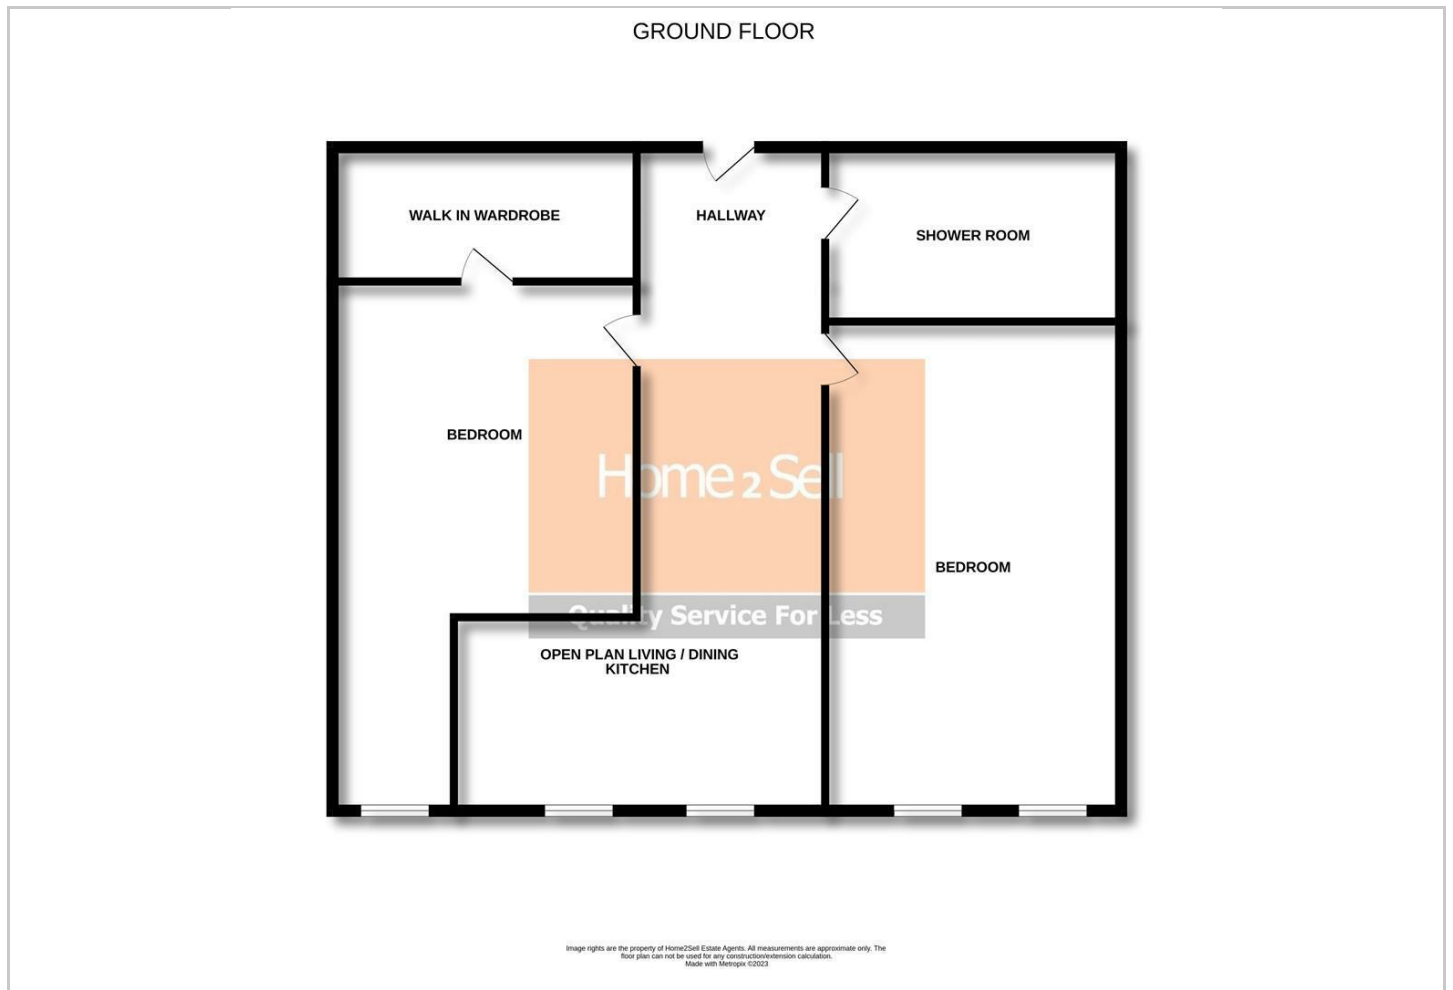 GROUND FLOOR
WALK IN WARDROBE
HALLWAY
SHOWER ROOM
BEDROOM
Home2Sell
BEDROOM
Quality Service For Less
OPEN PLAN LIVING / DINING
KITCHEN
Image rights are the property of Home2Sell Estate Agents. All measurements are approximate only. The
floor plan can not be used for any construction/extension calculation.
Made with Metropix ©2023